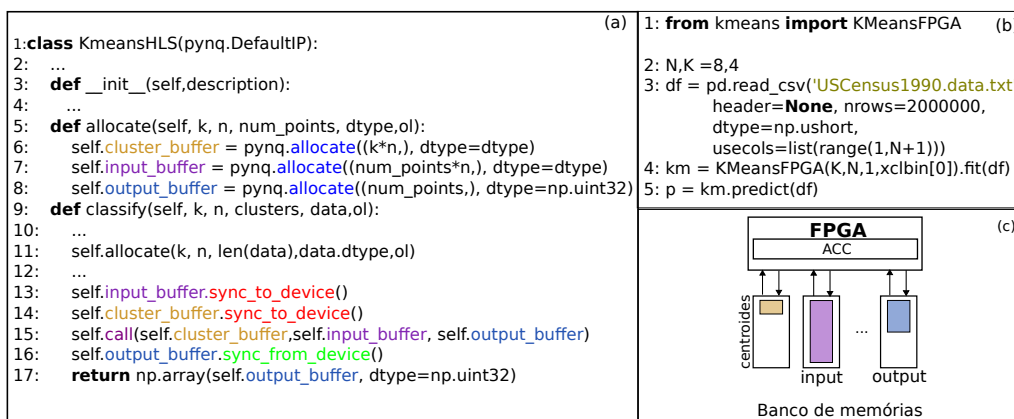 (a)
1:class KmeansHLS(pynq.DefaultIP):
2: ...
3: def __init__(self,description):
4: ...
5: def allocate(self, k, n, num_points, dtype,ol):
6: self.cluster_buffer = pynq.allocate((k*n,), dtype=dtype)
7: self.input_buffer = pynq.allocate((num_points*n,), dtype=dtype)
8: self.output_buffer = pynq.allocate((num_points,), dtype=np.uint32)
9: def classify(self, k, n, clusters, data,ol):
10: ...
11: self.allocate(k, n, len(data),data.dtype,ol)
12: ...
13: self.input_buffer.sync_to_device()
14: self.cluster_buffer.sync_to_device()
15: self.call(self.cluster_buffer,self.input_buffer, self.output_buffer)
16: self.output_buffer.sync_from_device()
17: return np.array(self.output_buffer, dtype=np.uint32)
1: from kmeans import KMeansFPGA (b)
2: N,K =8,4
3: df = pd.read_csv('USCensus1990.data.txt
header=None, nrows=2000000,
dtype=np.ushort,
usecols=list(range(1,N+1)))
4: km = KMeansFPGA(K,N,1,xclbin[0]).fit(df)
5: p = km.predict(df)
(c)
FPGA
ACC
centroides
...
input
output
Banco de memórias